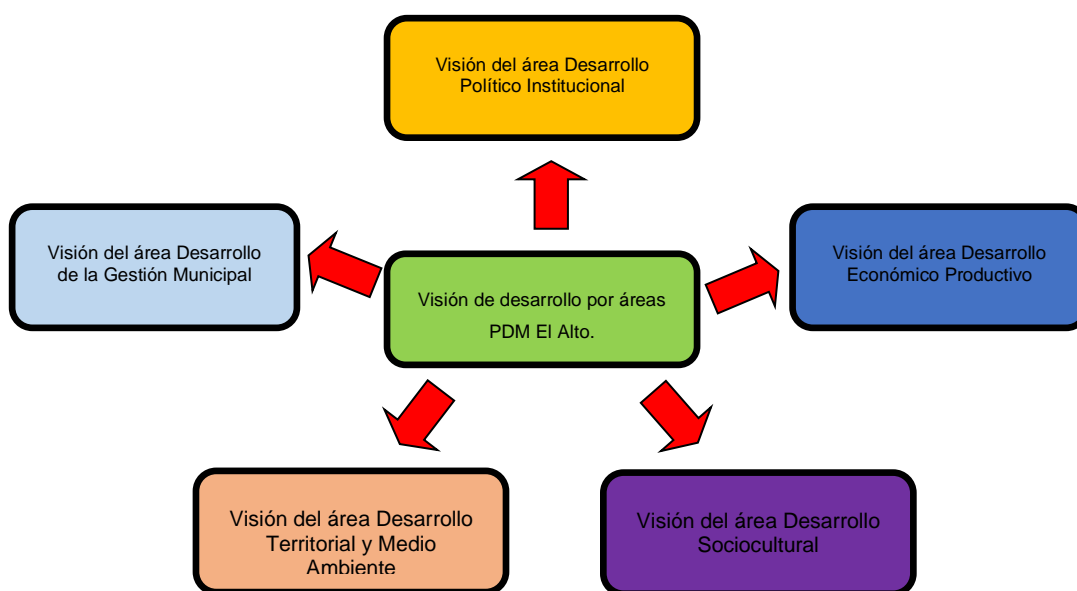 Visión del área Desarrollo
Político Institucional
Visión del área Desarrollo
de la Gestión Municipal
Visión de desarrollo por áreas
PDM El Alto.
Visión del área Desarrollo
Económico Productivo
Visión del área Desarrollo
Territorial y Medio
Ambiente
Visión del área Desarrollo
Sociocultural